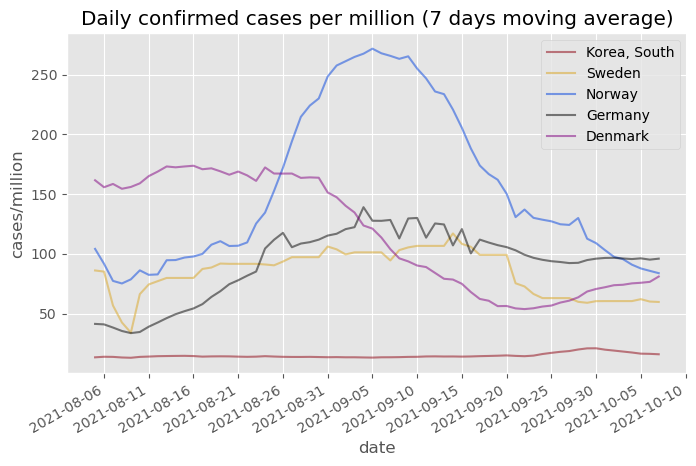 Daily confirmed cases per million (7 days moving average)
Korea, South
Sweden
Norway
Germany
Denmark
cases/million
250
200
150
100
50
2021-08-06
2021-08-11
2021-08-16
2021-08-21
2021-08-26
2021-08-31
2021-09-05
2021-09-10
2021-09-15
2021-09-20
2021-09-25
2021-09-30
2021-10-05
2021-10-10
date